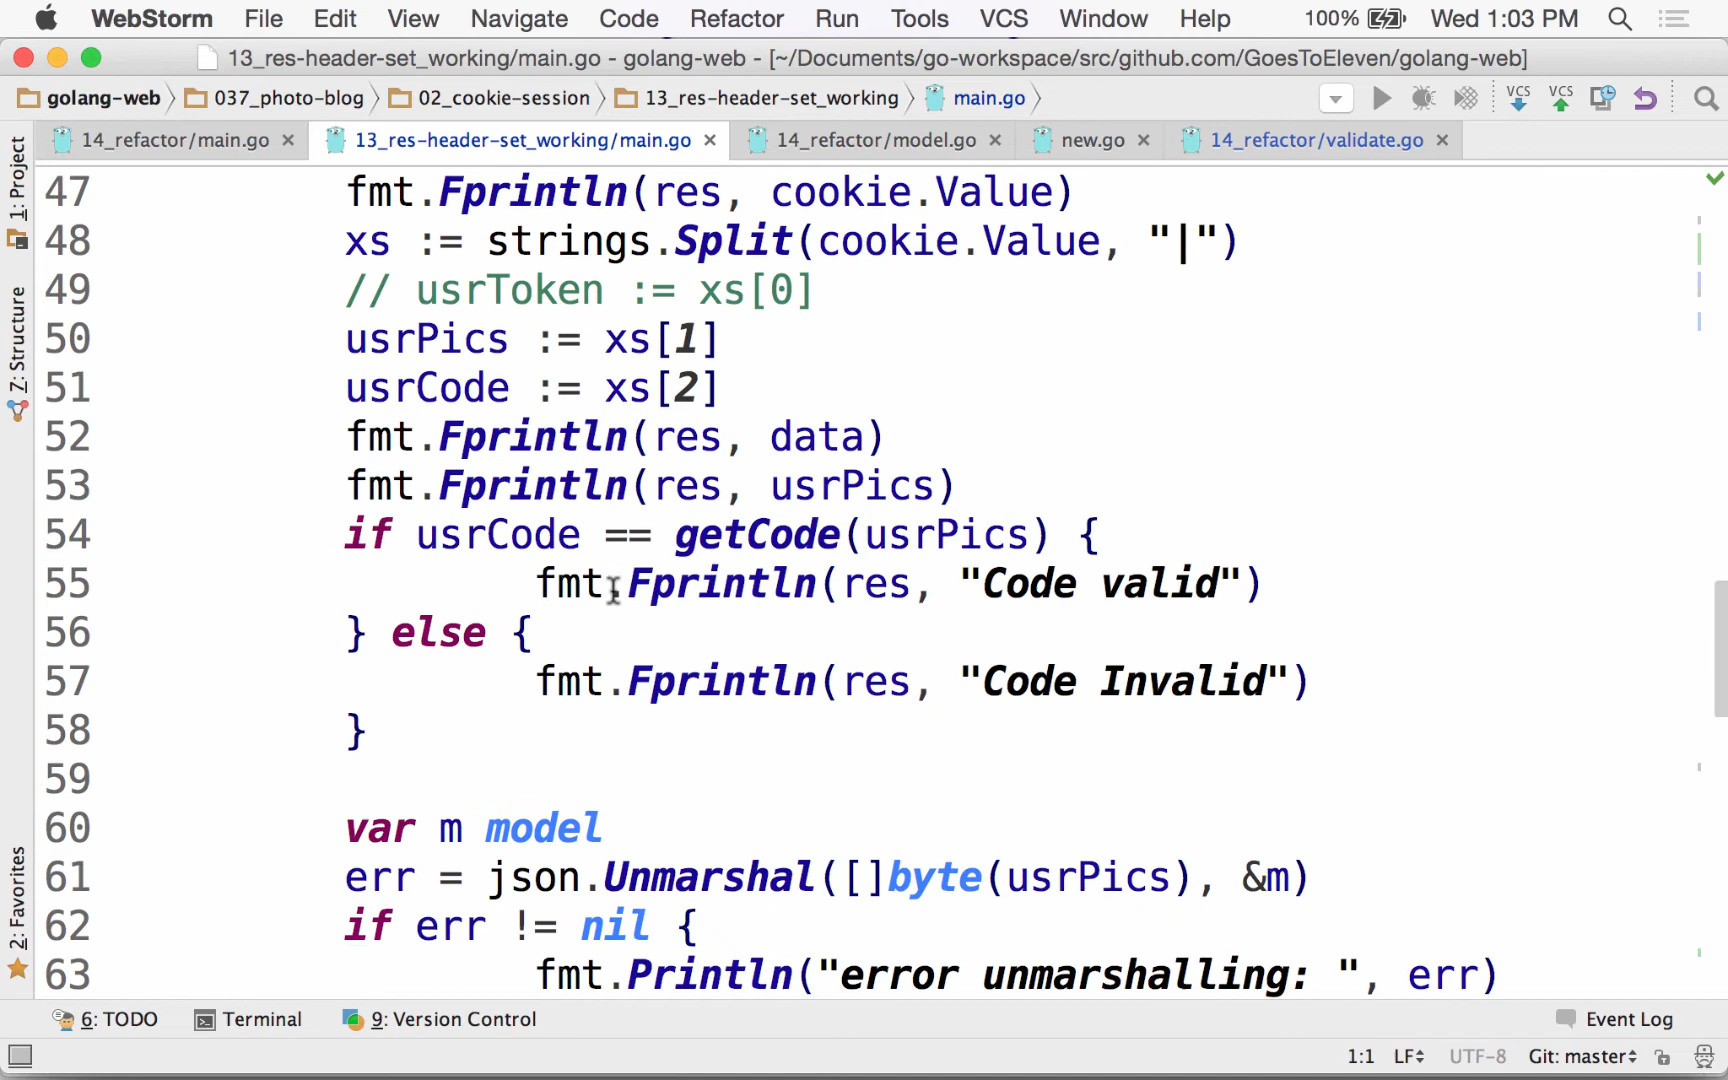 WebStorm File Edit View Navigate Code Refactor Run Tools VCS Window Help 100% Wed 1:03 PM
13_res-header-set_working/main.go - golang-web - [~/Documents/go-workspace/src/github.com/GoesToEleven/golang-web]
golang-web 037_photo-blog 02_cookie-session 13_res-header-set_working main.go VCS VCS
14_refactor/main.go 13_res-header-set_working/main.go 14_refactor/model.go new.go 14_refactor/validate.go
1: Project
7: Structure
2: Favorites
47 fmt.Fprintln(res, cookie.Value)
48 xs := strings.Split(cookie.Value, "|")
49 // usrToken := xs[0]
50 usrPics := xs[1]
51 usrCode := xs[2]
52 fmt.Fprintln(res, data)
53 fmt.Fprintln(res, usrPics)
54 if usrCode == getCode(usrPics) {
55 fmt.Fprintln(res, "Code valid")
56 } else {
57 fmt.Fprintln(res, "Code Invalid")
58 }
59
60 var m model
61 err = json.Unmarshal([]byte(usrPics), &m)
62 if err != nil {
63 fmt.Println("error unmarshalling: ", err)
6: TODO Terminal 9: Version Control Event Log
1:1 LF UTF-8 Git: master